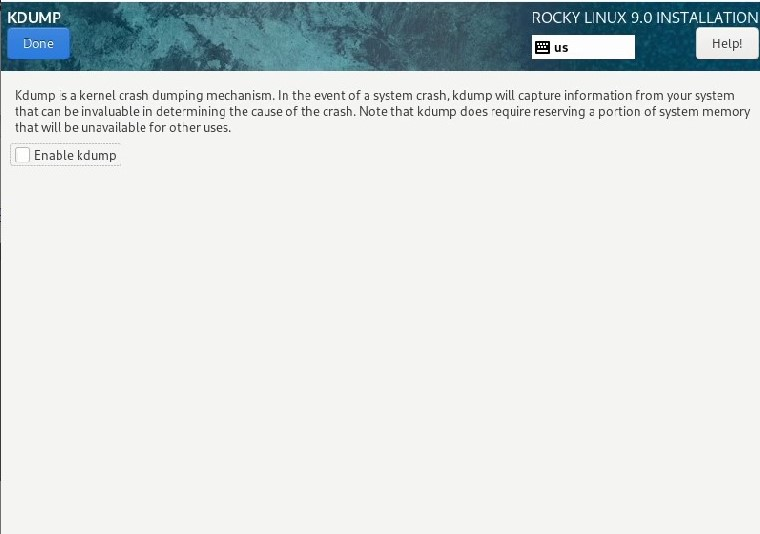 KDUMP
ROCKY LINUX 9.0 INSTALLATION
Done
us
Help!
Kdump is a kernel crash dumping mechanism. In the event of a system crash, kdump will capture information from your system
that can be invaluable in determining the cause of the crash. Note that kdump does require reserving a portion of system memory
that will be unavailable for other uses.
Enable kdump